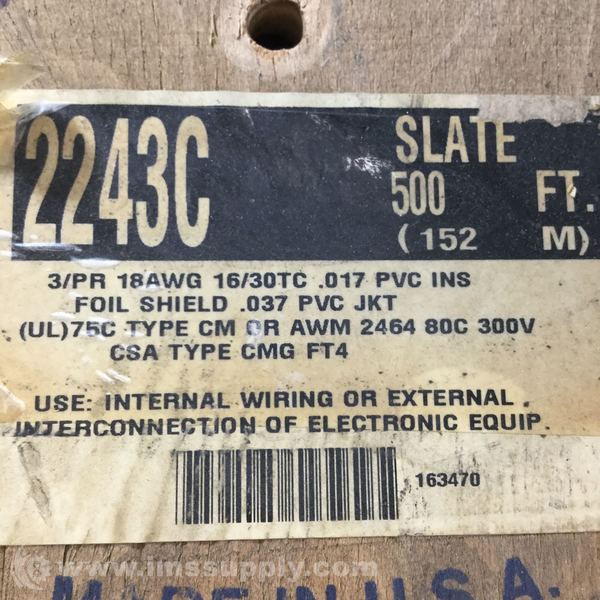 2243C SLATE
500 FT.
(152 M)
3/PR 18AWG 16/30TC .017 PVC INS
FOIL SHIELD .037 PVC JKT
(UL)75C TYPE CM OR AWM 2464 80C 300V
CSA TYPE CMG FT4
USE: INTERNAL WIRING OR EXTERNAL
INTERCONNECTION OF ELECTRONIC EQUIP.
163470
www.imssupply.com
MADE IN U.S.A.